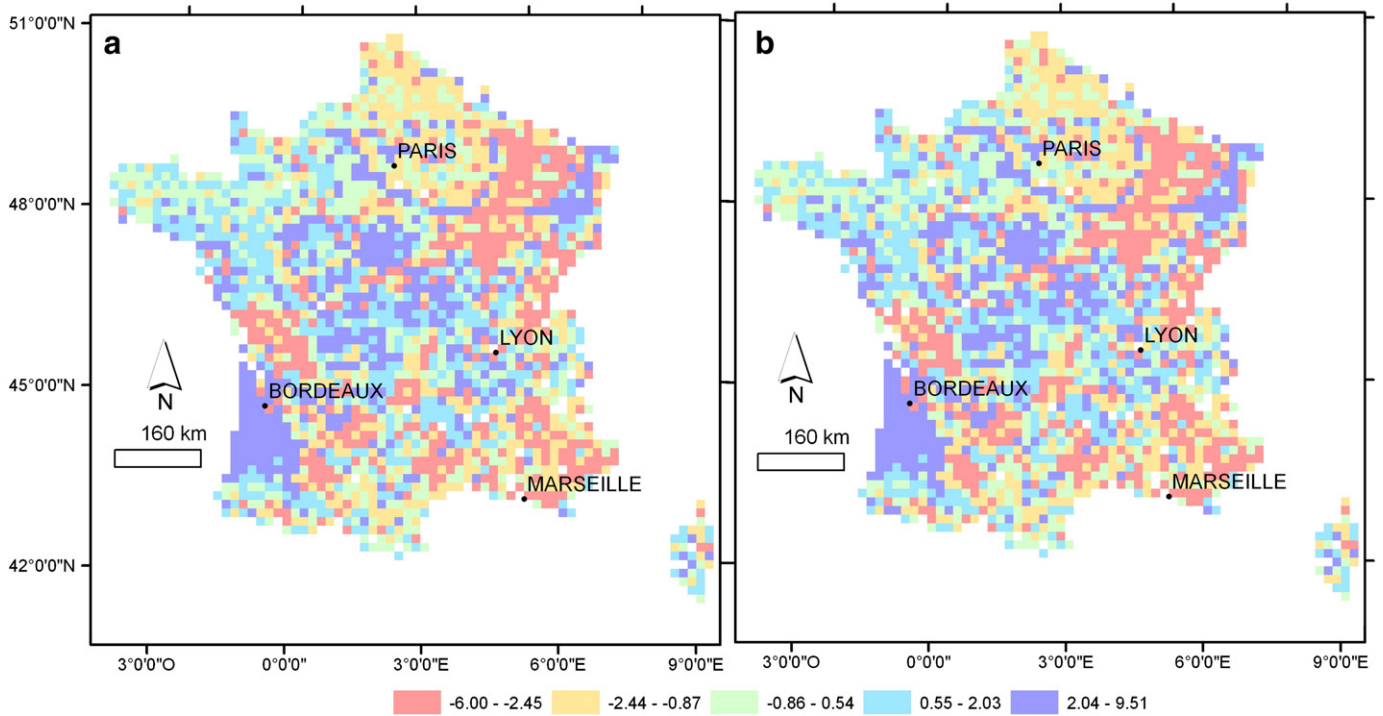 a
b
51°0'0"N
48°0'0"N
45°0'0"N
42°0'0"N
PARIS
LYON
BORDEAUX
MARSEILLE
N
160 km
PARIS
LYON
BORDEAUX
MARSEILLE
N
160 km
3°0'0"O 0°0'0" 3°0'0"E 6°0'0"E 9°0'0"E
3°0'0"O 0°0'0" 3°0'0"E 6°0'0"E 9°0'0"E
-6.00 - -2.45 -2.44 - -0.87 -0.86 - 0.54 0.55 - 2.03 2.04 - 9.51